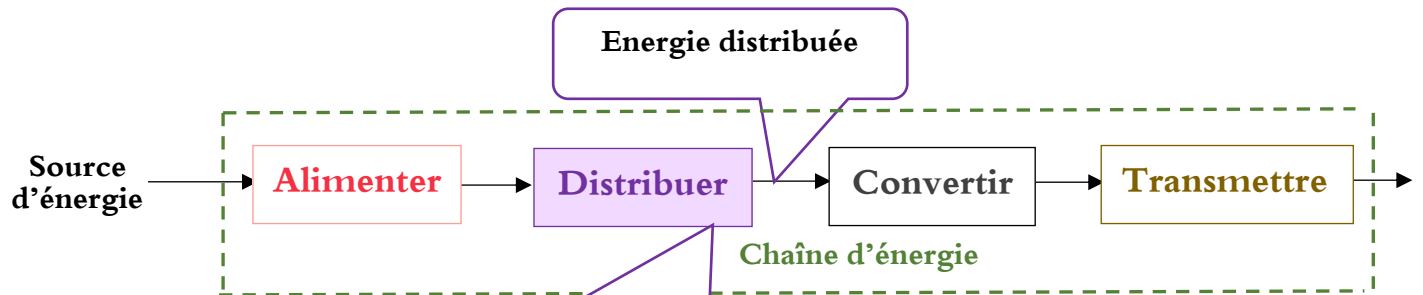 Energie distribuée
Source
d’énergie
Alimenter
Distribuer
Convertir
Transmettre
Chaîne d’énergie